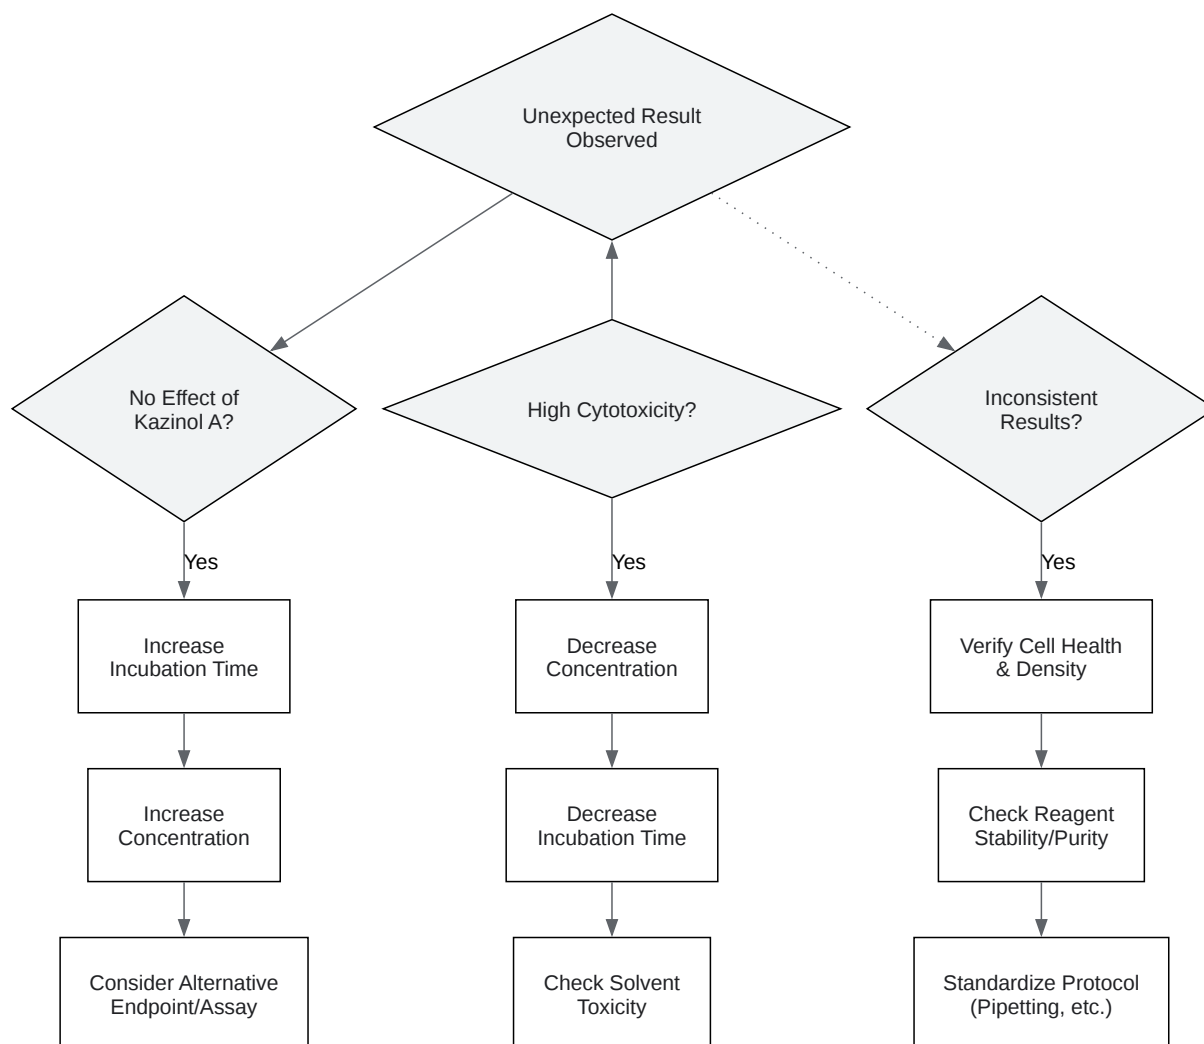 Unexpected Result
Observed
No Effect of
Kazinol A?
High Cytotoxicity?
Inconsistent
Results?
Yes
Yes
Yes
Increase
Incubation Time
Decrease
Concentration
Verify Cell Health
& Density
Increase
Concentration
Decrease
Incubation Time
Check Reagent
Stability/Purity
Consider Alternative
Endpoint/Assay
Check Solvent
Toxicity
Standardize Protocol
(Pipetting, etc.)